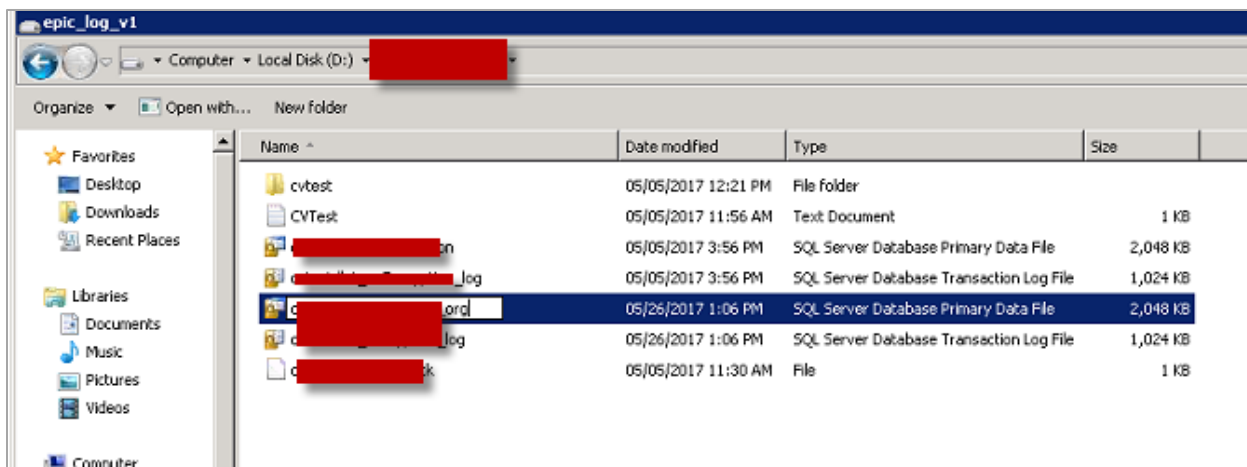 epic_log_v1
Computer Local Disk (D:)
Organize Open with... New folder
Favorites
Desktop
Downloads
Recent Places
Libraries
Documents
Music
Pictures
Videos
Computer
Name Date modified Type Size
cvtest 05/05/2017 12:21 PM File folder
CVTest 05/05/2017 11:56 AM Text Document 1 KB
on 05/05/2017 3:56 PM SQL Server Database Primary Data File 2,048 KB
_log 05/05/2017 3:56 PM SQL Server Database Transaction Log File 1,024 KB
_org 05/26/2017 1:06 PM SQL Server Database Primary Data File 2,048 KB
log 05/26/2017 1:06 PM SQL Server Database Transaction Log File 1,024 KB
05/05/2017 11:30 AM File 1 KB